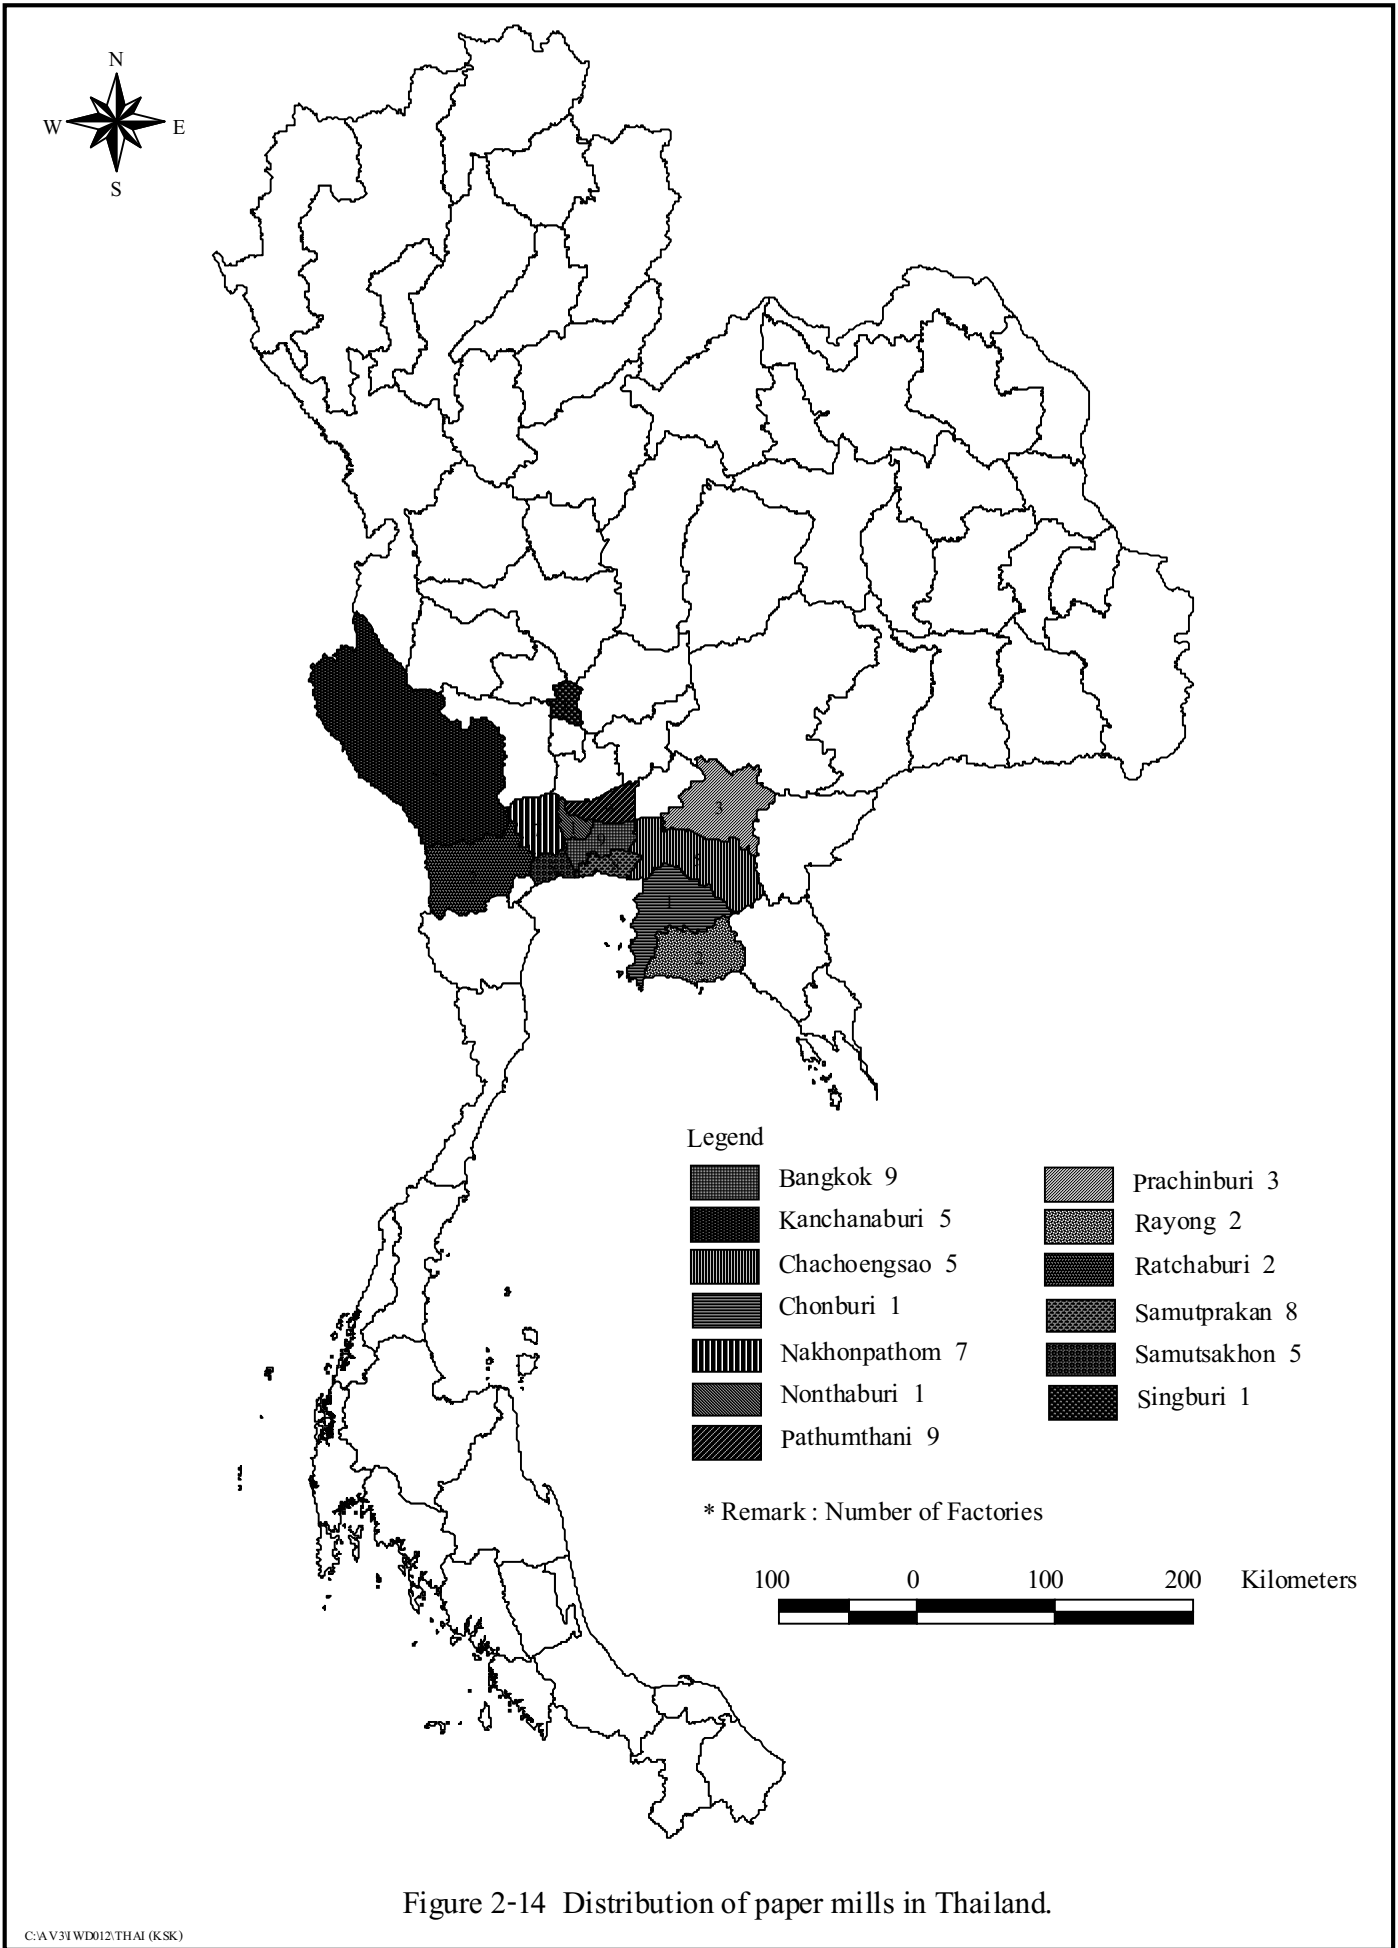 N
W E
S
3
1
2
Legend
Bangkok 9
Kanchanaburi 5
Chachoengsao 5
Chonburi 1
Nakhonpathom 7
Nonthaburi 1
Pathumthani 9
Prachinburi 3
Rayong 2
Ratchaburi 2
Samutprakan 8
Samutsakhon 5
Singburi 1
* Remark : Number of Factories
100 0 100 200 Kilometers
Figure 2-14 Distribution of paper mills in Thailand.
C:\AV3\IWD012\THAI (KSK)